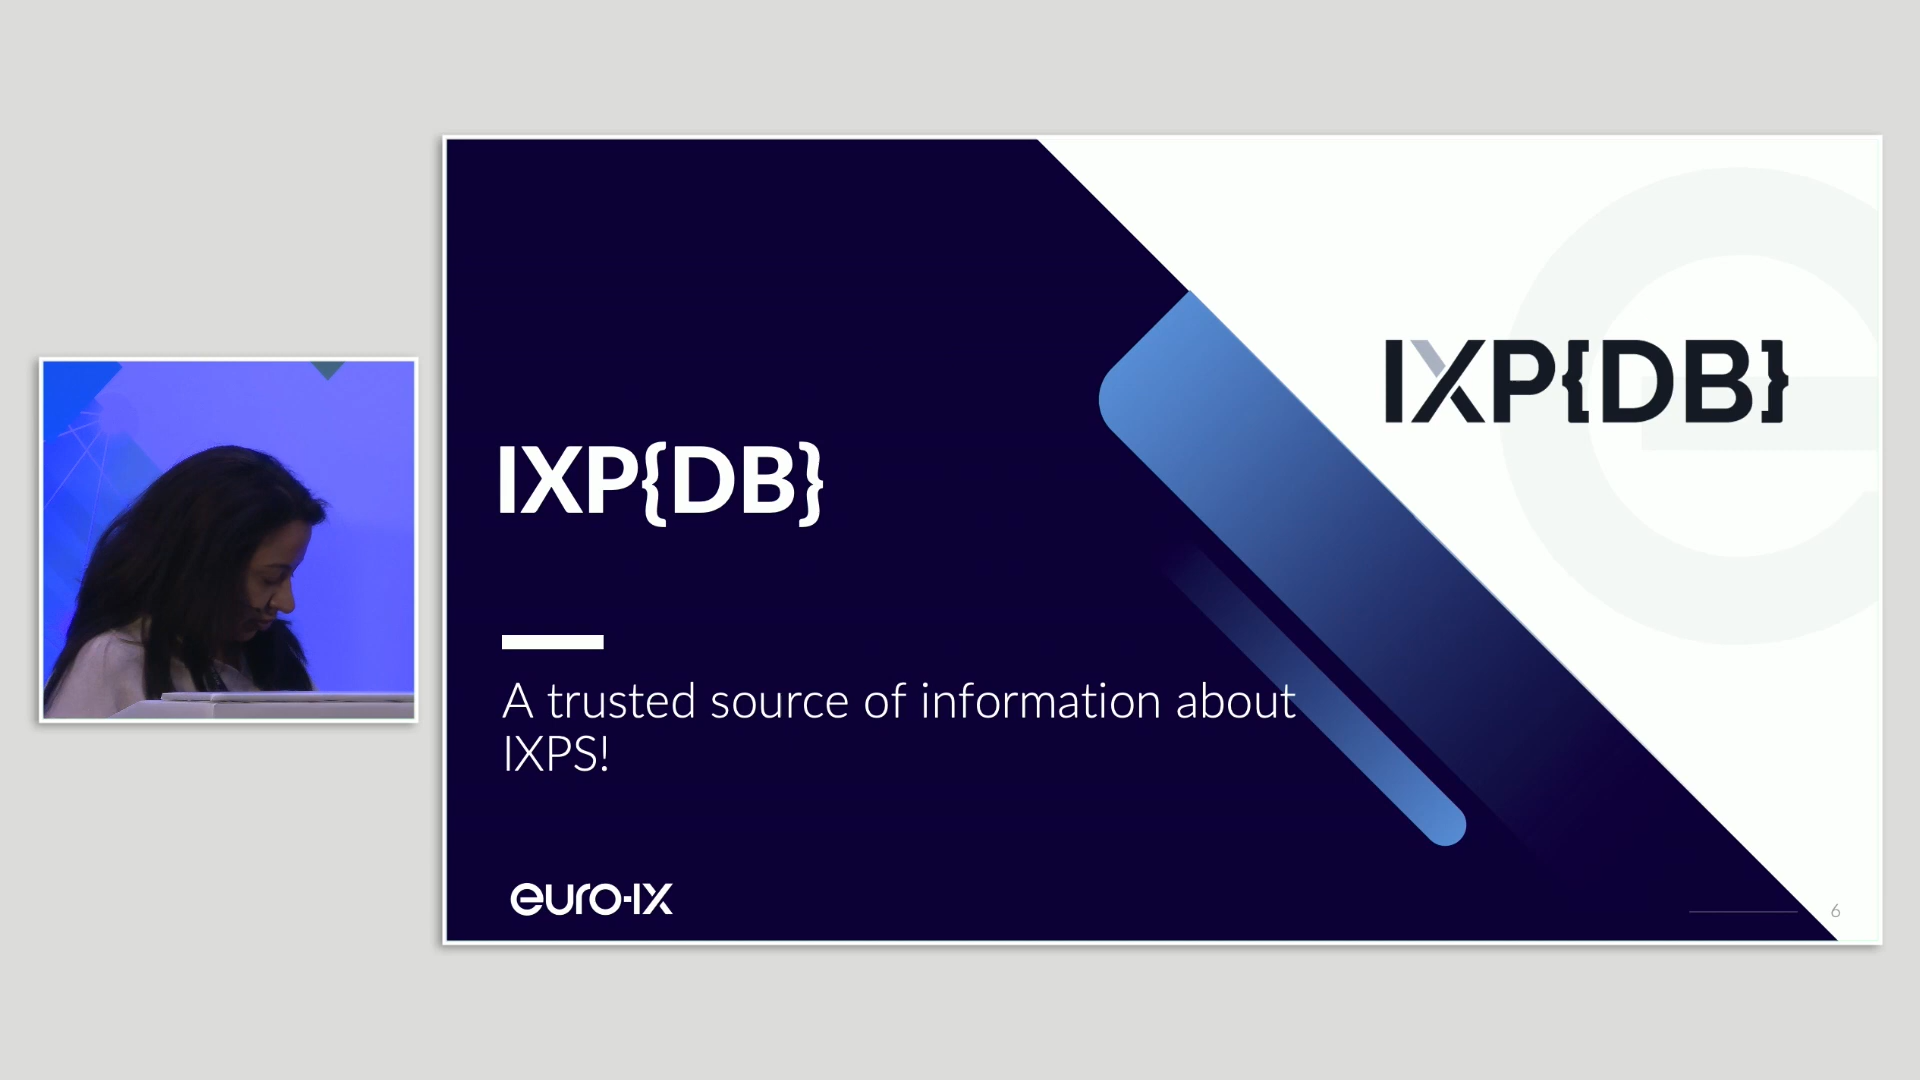 IXP{DB}
IXP{DB}
A trusted source of information about
IXPS!
euro-IX
6